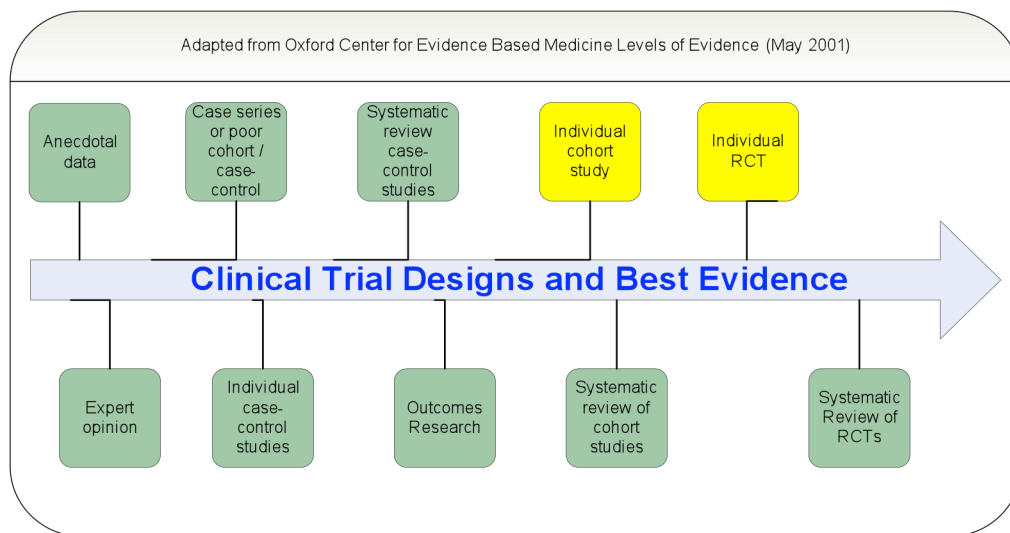 Adapted from Oxford Center for Evidence Based Medicine Levels of Evidence (May 2001)
Anecdotal
data
Case series
or poor
cohort /
case-
control
Systematic
review
case-
control
studies
Individual
cohort
study
Individual
RCT
Clinical Trial Designs and Best Evidence
Expert
opinion
Individual
case-
control
studies
Outcomes
Research
Systematic
review of
cohort
studies
Systematic
Review of
RCTs